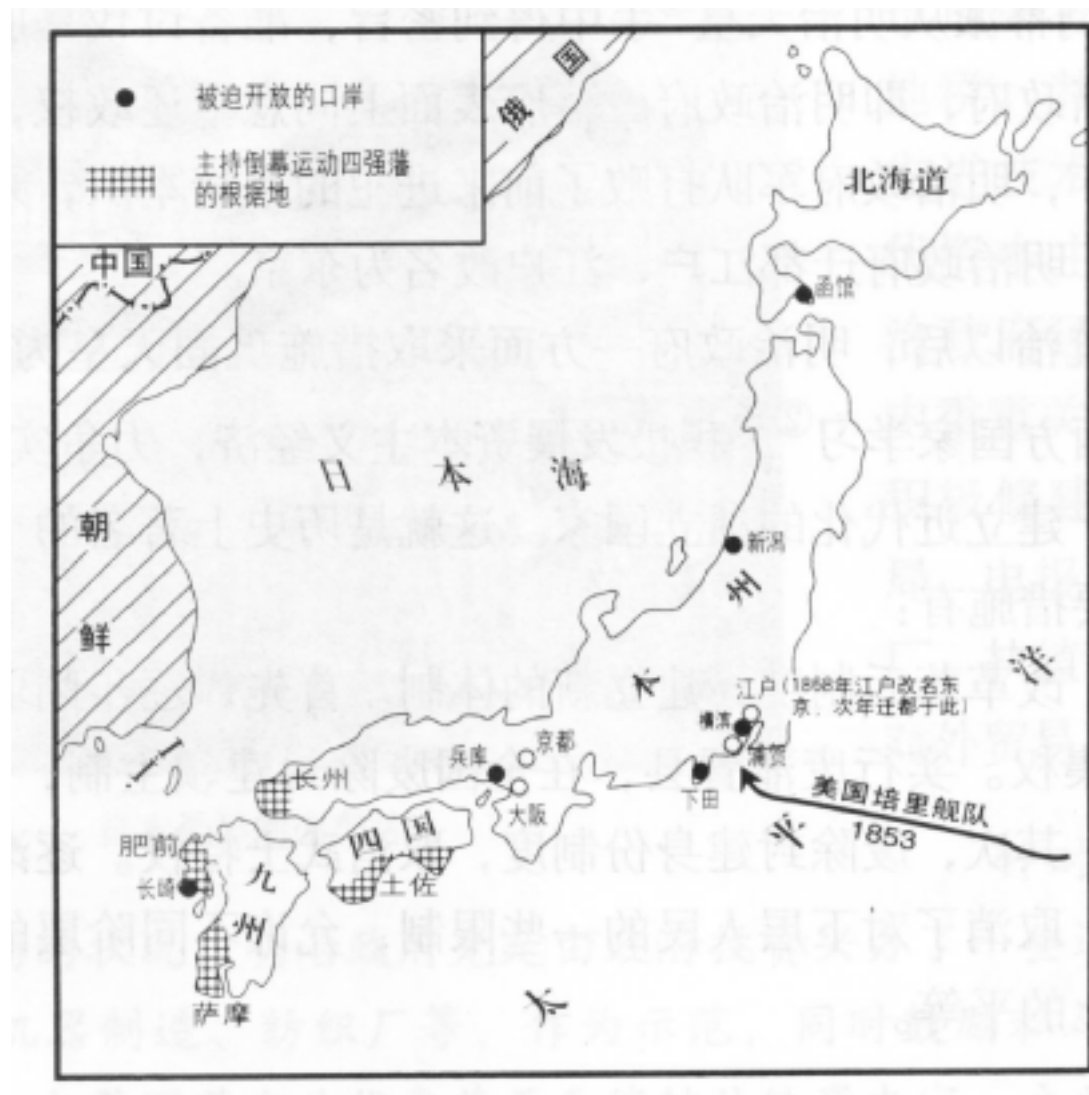 被迫开放的口岸
主持倒幕运动四强藩
的根据地
俄国
中国
北海道
函馆
日本海
朝鲜
新潟
本州
江户(1868年江户改名东
京、次年迁都于此)
横滨
浦贺
下田
京都
兵库
大阪
长州
四国
土佐
肥前
长崎
九州
萨摩
美国培里舰队
1853
太平洋